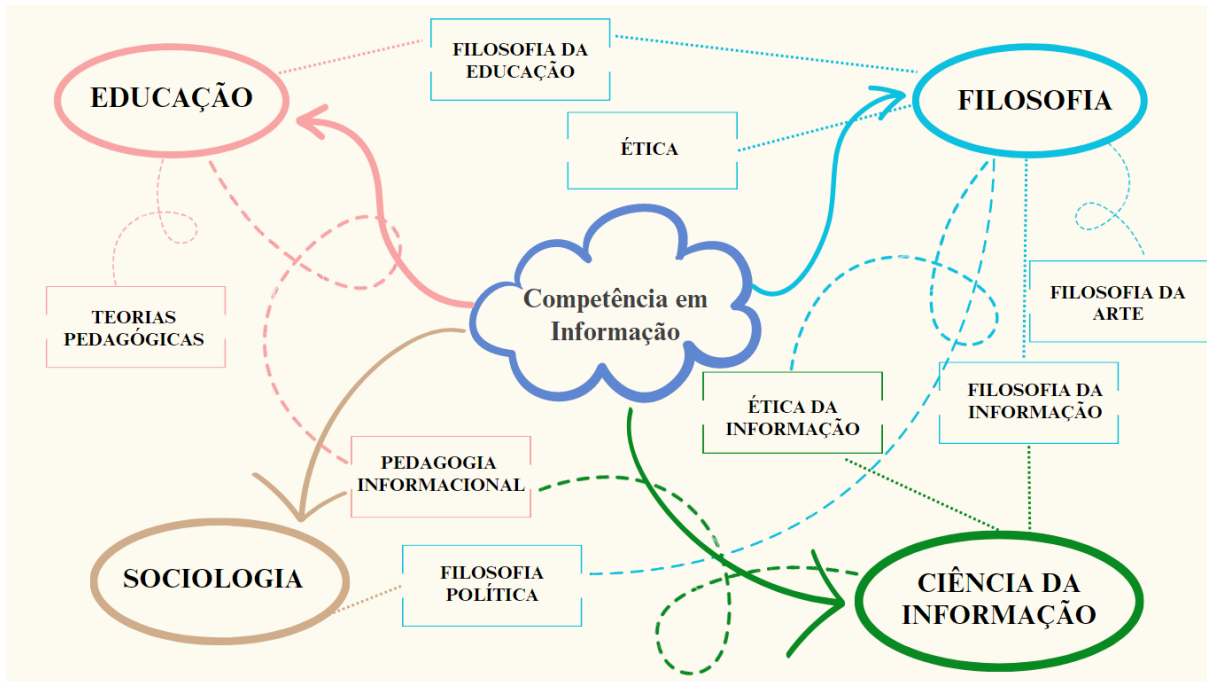 FILOSOFIA DA
EDUCAÇÃO
EDUCAÇÃO
FILOSOFIA
ÉTICA
Competência em
Informação
TEORIAS
PEDAGÓGICAS
FILOSOFIA DA
ARTE
FILOSOFIA DA
INFORMAÇÃO
ÉTICA DA
INFORMAÇÃO
PEDAGOGIA
INFORMACIONAL
SOCIOLOGIA
FILOSOFIA
POLÍTICA
CIÊNCIA DA
INFORMAÇÃO